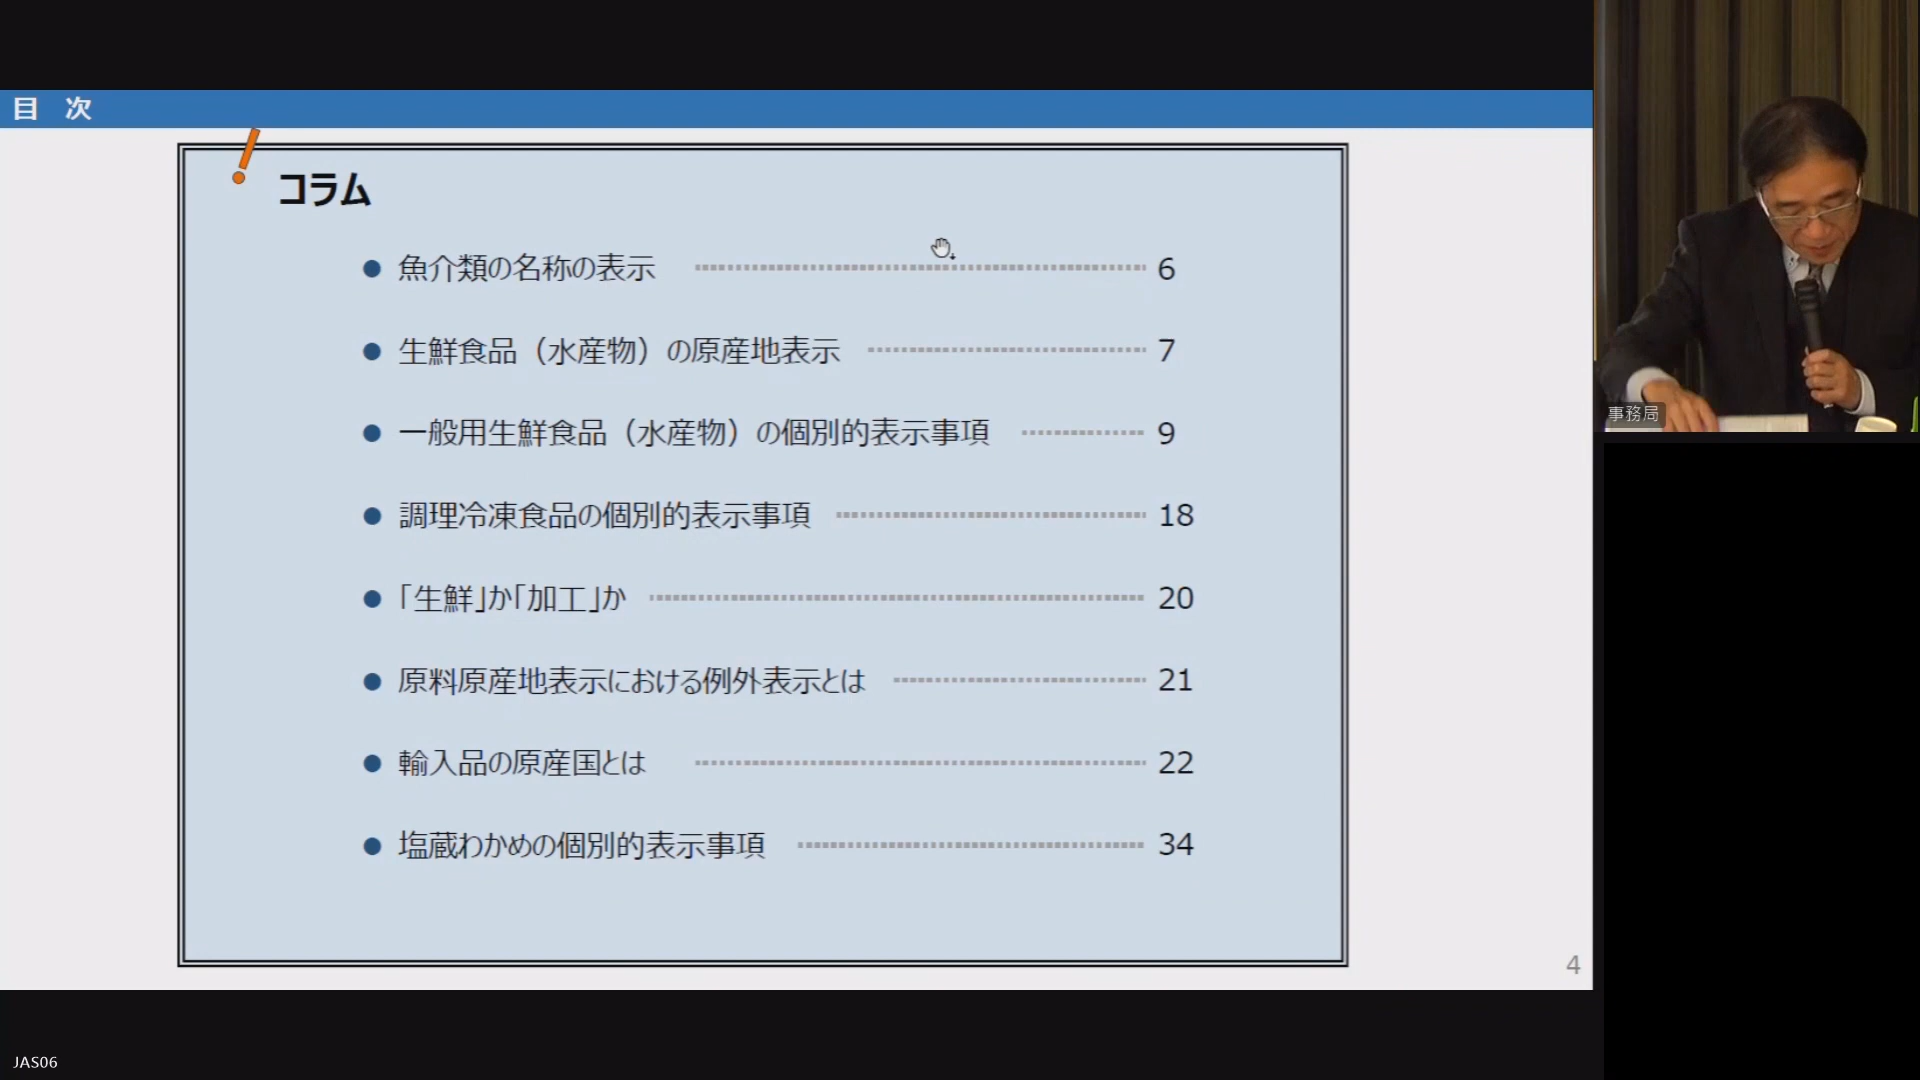 目 次
コラム
● 魚介類の名称の表示 6
● 生鮮食品（水産物）の原産地表示 7
● 一般用生鮮食品（水産物）の個別的表示事項 9
● 調理冷凍食品の個別的表示事項 18
● 「生鮮」か「加工」か 20
● 原料原産地表示における例外表示とは 21
● 輸入品の原産国とは 22
● 塩蔵わかめの個別的表示事項 34
4
事務局
JAS06